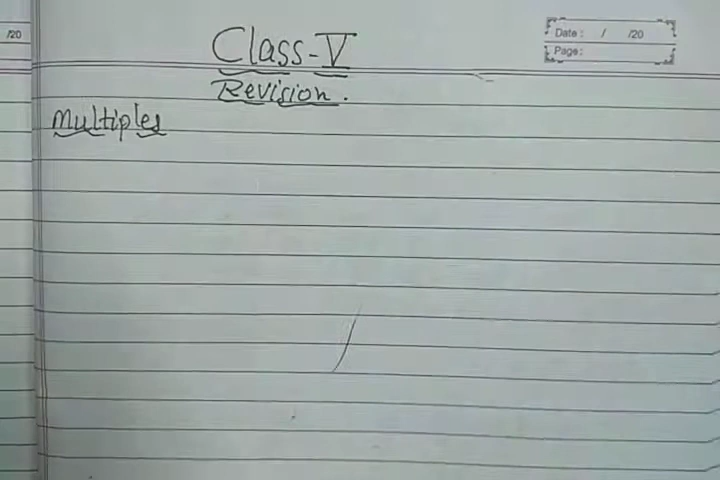 /20
Class-V
Date : / /20
Page:
Revision.
Multiples